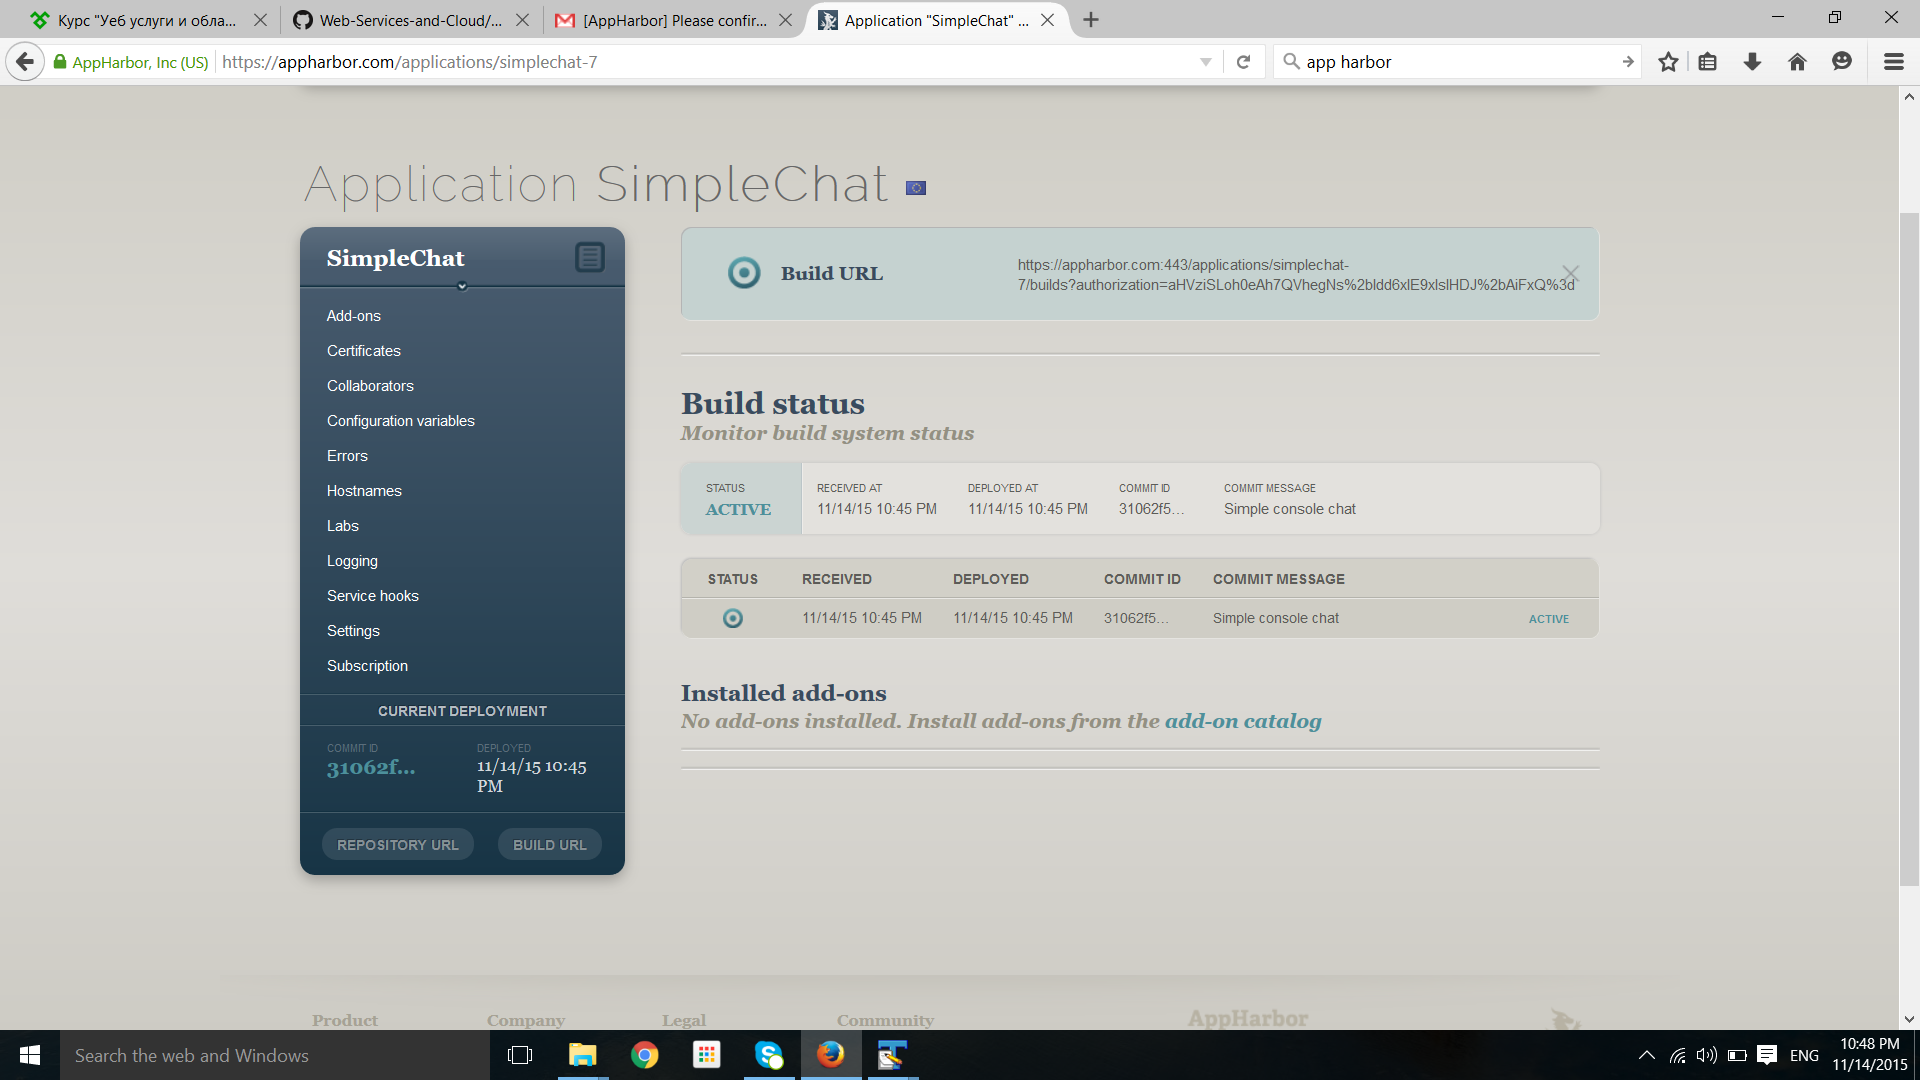 Курс "Уеб услуги и обла...
Web-Services-and-Cloud/...
[AppHarbor] Please confir...
Application "SimpleChat" ...
AppHarbor, Inc (US)
https://appharbor.com/applications/simplechat-7
app harbor
Application SimpleChat
SimpleChat
Add-ons
Certificates
Collaborators
Configuration variables
Errors
Hostnames
Labs
Logging
Service hooks
Settings
Subscription
CURRENT DEPLOYMENT
COMMIT ID
31062f...
DEPLOYED
11/14/15 10:45
PM
REPOSITORY URL
BUILD URL
Build URL
https://appharbor.com:443/applications/simplechat-
7/builds?authorization=aHVziSLoh0eAh7QVhegNs%2bldd6xlE9xlslHDJ%2bAiFxQ%3d
Build status
Monitor build system status
STATUS
ACTIVE
RECEIVED AT
11/14/15 10:45 PM
DEPLOYED AT
11/14/15 10:45 PM
COMMIT ID
31062f5...
COMMIT MESSAGE
Simple console chat
STATUS RECEIVED DEPLOYED COMMIT ID COMMIT MESSAGE
11/14/15 10:45 PM 11/14/15 10:45 PM 31062f5... Simple console chat ACTIVE
Installed add-ons
No add-ons installed. Install add-ons from the add-on catalog
Product Company Legal Community AppHarbor
Search the web and Windows
ENG
10:48 PM
11/14/2015